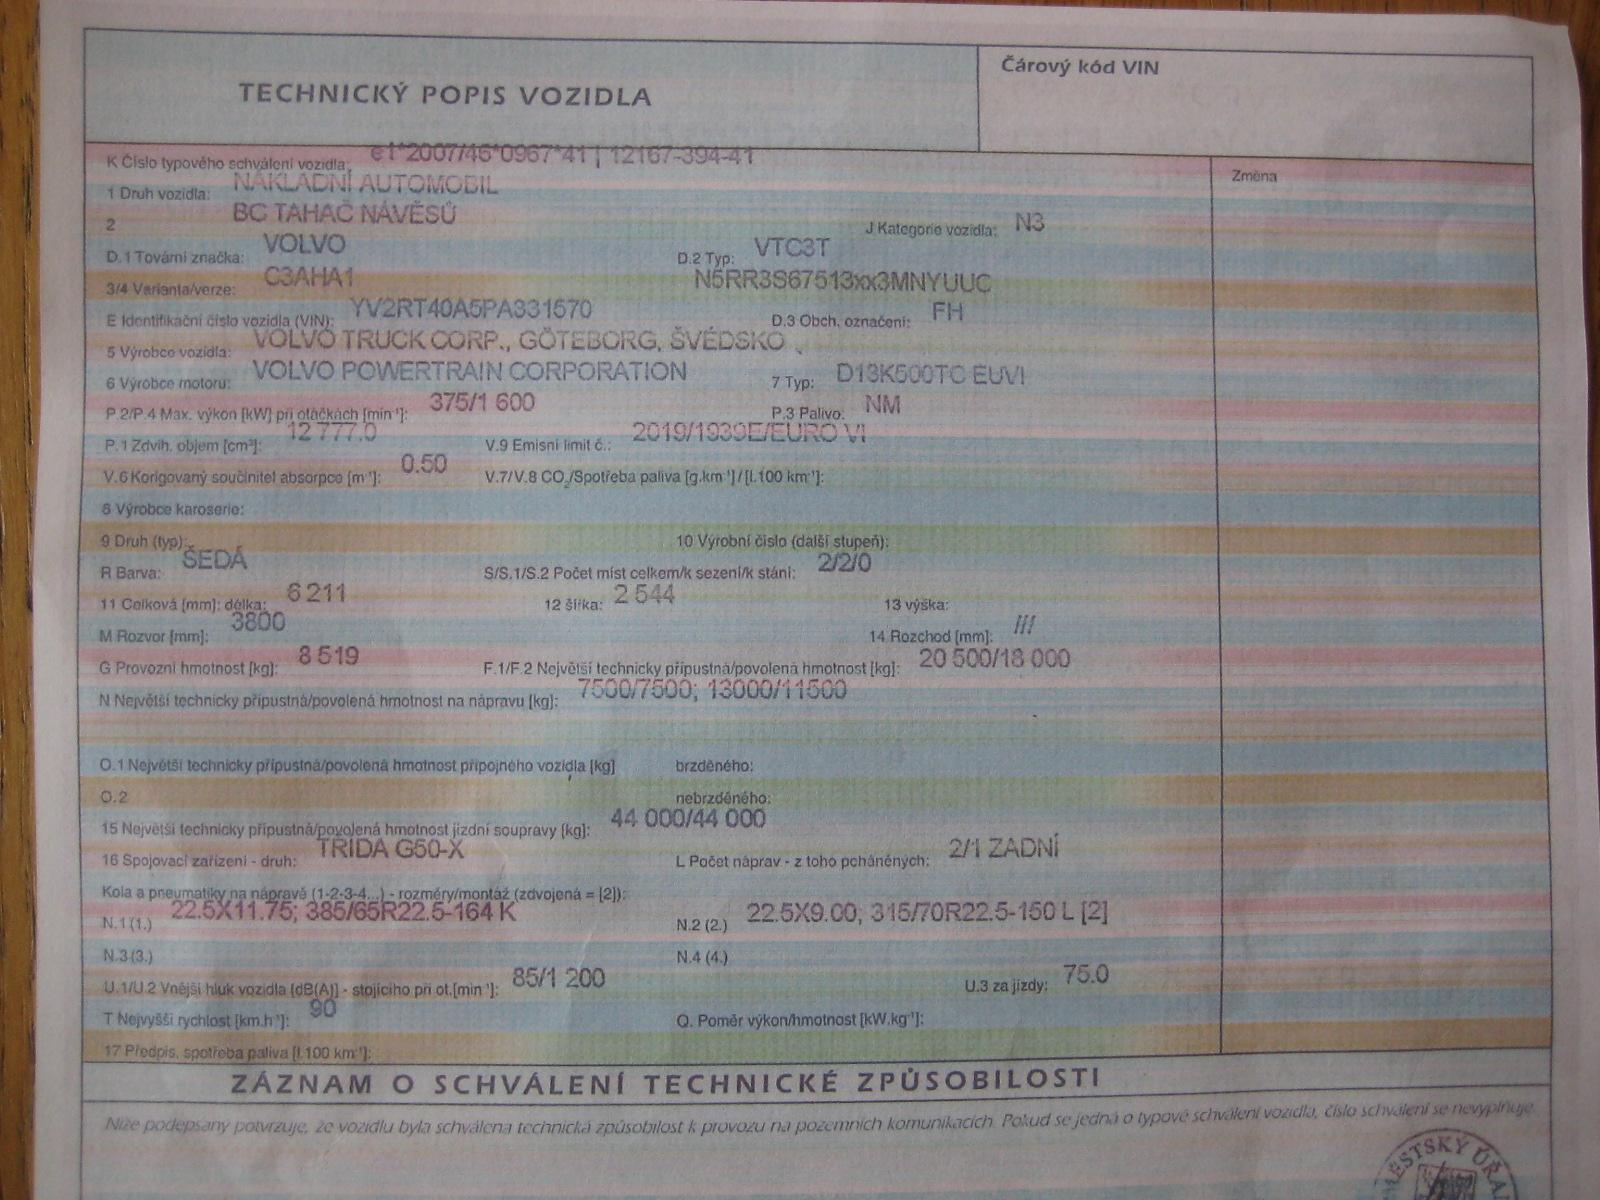 TECHNICKÝ POPIS VOZIDLA
Čárový kód VIN
K Číslo typového schválení vozidla: e1*2007/46*0967*41 | 12167-394-41
Změna
1 Druh vozidla: NÁKLADNÍ AUTOMOBIL
2 BC TAHAČ NÁVĚSŮ J Kategorie vozidla: N3
D.1 Tovární značka: VOLVO D.2 Typ: VTC3T
3/4 Varianta/verze: C3AHA1 N5RR3S67513xx3MNYUUC
E Identifikační číslo vozidla (VIN): YV2RT40A5PA331570 D.3 Obch. označení: FH
5 Výrobce vozidla: VOLVO TRUCK CORP., GÖTEBORG, ŠVÉDSKO
6 Výrobce motoru: VOLVO POWERTRAIN CORPORATION 7 Typ: D13K500TC EUVI
P.2/P.4 Max. výkon [kW] při otáčkách [min⁻¹]: 375/1 600 P.3 Palivo: NM
P.1 Zdvih. objem [cm³]: 12 777.0 V.9 Emisní limit č.: 2019/1939E/EURO VI
V.6 Korigovaný součinitel absorpce [m⁻¹]: 0.50 V.7/V.8 CO₂/Spotřeba paliva [g.km⁻¹] / [l.100 km⁻¹]:
8 Výrobce karoserie:
9 Druh (typ): 10 Výrobní číslo (další stupeň):
R Barva: ŠEDÁ S/S.1/S.2 Počet míst celkem/k sezení/k stání: 2/2/0
11 Celková [mm]: délka: 6 211 12 šířka: 2 544 13 výška:
M Rozvor [mm]: 3800 14 Rozchod [mm]: ///
G Provozní hmotnost [kg]: 8 519 F.1/F.2 Největší technicky přípustná/povolená hmotnost [kg]: 20 500/18 000
N Největší technicky přípustná/povolená hmotnost na nápravu [kg]: 7500/7500; 13000/11500
O.1 Největší technicky přípustná/povolená hmotnost přípojného vozidla [kg] brzděného:
O.2 nebrzděného:
15 Největší technicky přípustná/povolená hmotnost jízdní soupravy [kg]: 44 000/44 000
16 Spojovací zařízení - druh: TŘÍDA G50-X L Počet náprav - z toho poháněných: 2/1 ZADNÍ
Kola a pneumatiky na nápravě (1-2-3-4...) - rozměry/montáž (zdvojená = [2]):
N.1 (1.) 22.5X11.75; 385/65R22.5-164 K N.2 (2.) 22.5X9.00; 315/70R22.5-150 L [2]
N.3 (3.) N.4 (4.)
U.1/U.2 Vnější hluk vozidla [dB(A)] - stojícího při ot.[min⁻¹]: 85/1 200 U.3 za jízdy: 75.0
T Nejvyšší rychlost [km.h⁻¹]: 90 Q. Poměr výkon/hmotnost [kW.kg⁻¹]:
17 Předpis. spotřeba paliva [l.100 km⁻¹]:
ZÁZNAM O SCHVÁLENÍ TECHNICKÉ ZPŮSOBILOSTI
Níže podepsaný potvrzuje, že vozidlu byla schválena technická způsobilost k provozu na pozemních komunikacích. Pokud se jedná o typové schválení vozidla, číslo schválení se nevyplňuje.
MĚSTSKÝ